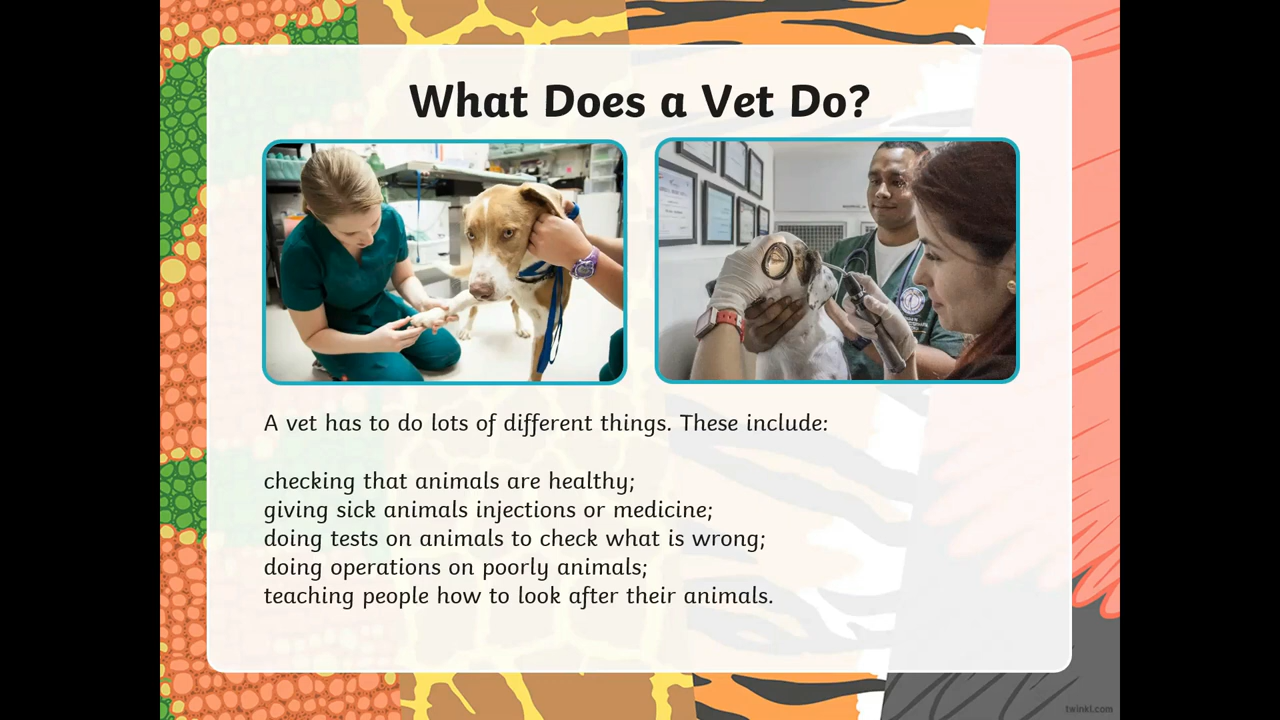 What Does a Vet Do?
A vet has to do lots of different things. These include:
checking that animals are healthy;
giving sick animals injections or medicine;
doing tests on animals to check what is wrong;
doing operations on poorly animals;
teaching people how to look after their animals.
twinkl.com